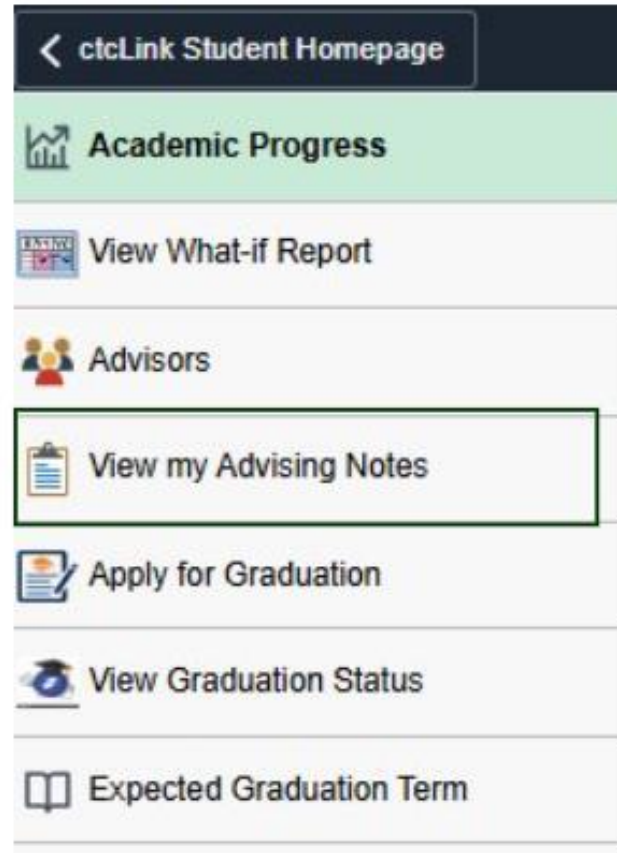 ctcLink Student Homepage
Academic Progress
View What-if Report
Advisors
View my Advising Notes
Apply for Graduation
View Graduation Status
Expected Graduation Term